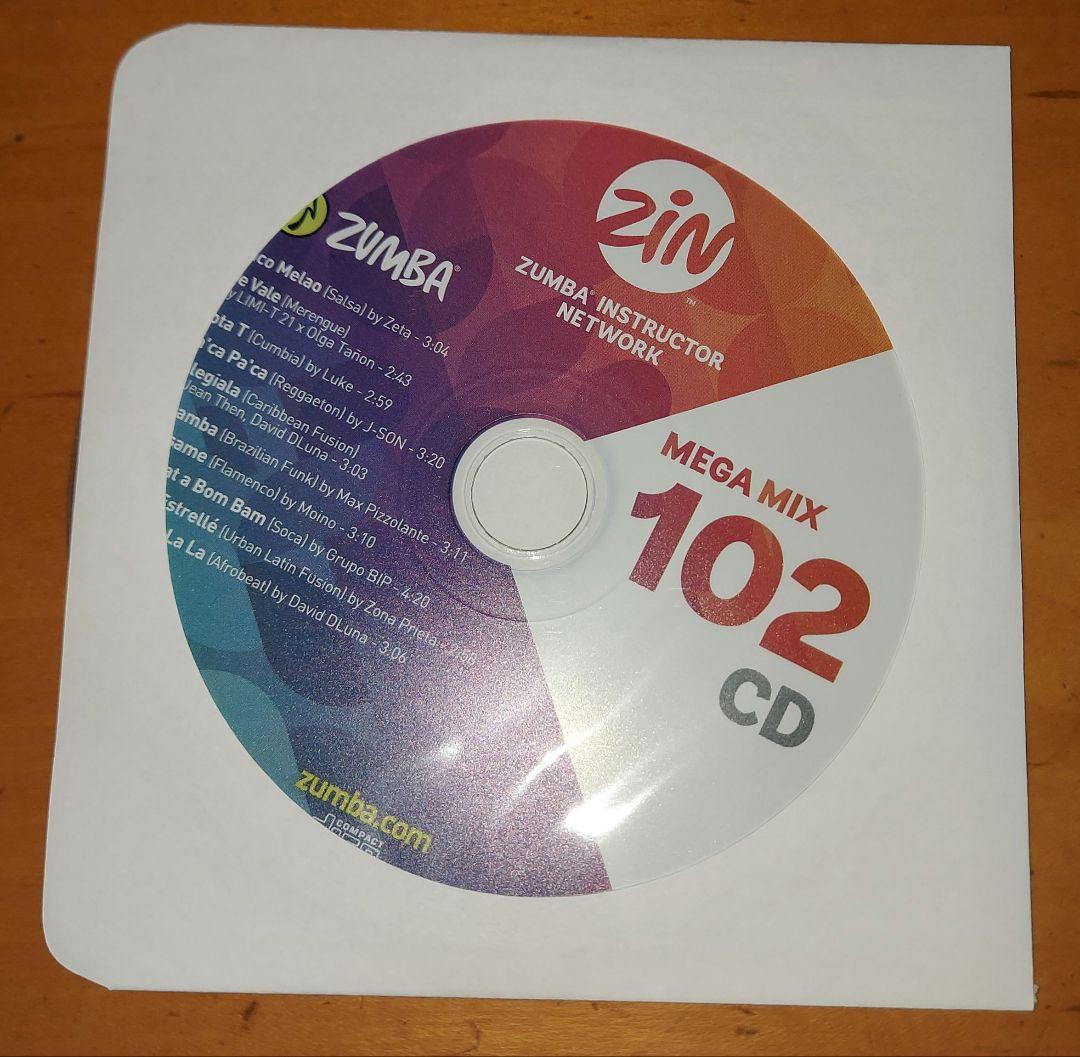 ZUMBA®
co Melao (Salsa) by Zeta - 3:04
e Vale (Merengue)
y LIMI-T 21 x Olga Tañon - 2:43
ota T (Cumbia) by Luke - 2:59
a'ca Pa'ca (Reggaeton) by J-SON - 3:20
legiala (Caribbean Fusion)
Jean Then, David DLuna - 3:03
amba (Brazilian Funk) by Max Pizzolante - 3:11
same (Flamenco) by Moino - 3:10
at a Bom Bam (Soca) by Grupo BIP - 4:20
Estrellé (Urban Latin Fusion) by Zona Prieta
La La (Afrobeat) by David DLuna - 3:06
zumba.com
COMPACT
ZiN™
ZUMBA® INSTRUCTOR
NETWORK
MEGA MIX
102
CD